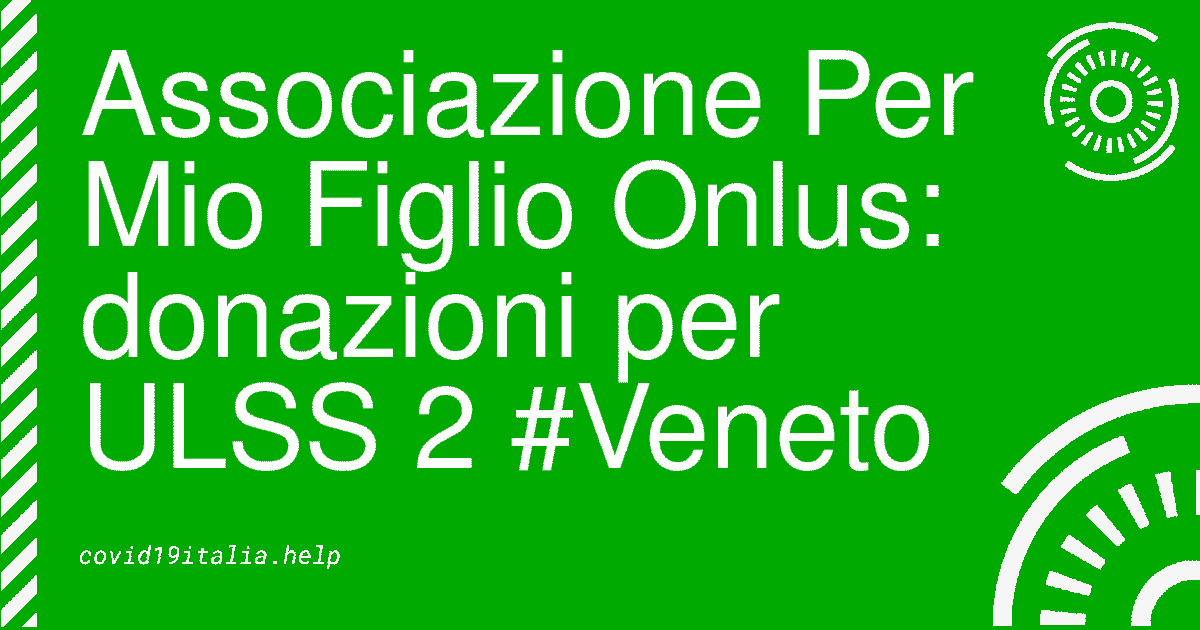 Associazione Per
Mio Figlio Onlus:
donazioni per
ULSS 2 #Veneto
covid19italia.help